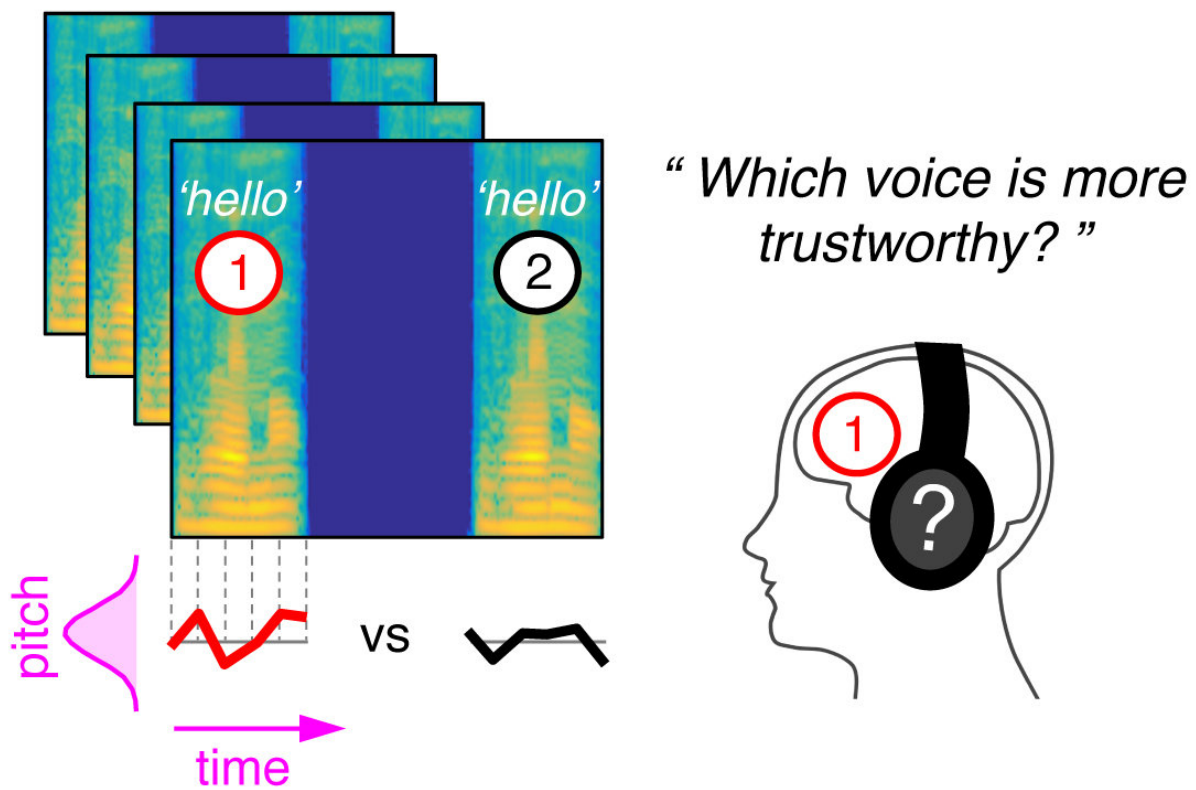 ‘hello’ ‘hello’
1 2
“ Which voice is more
trustworthy? ”
1
?
pitch
vs
time